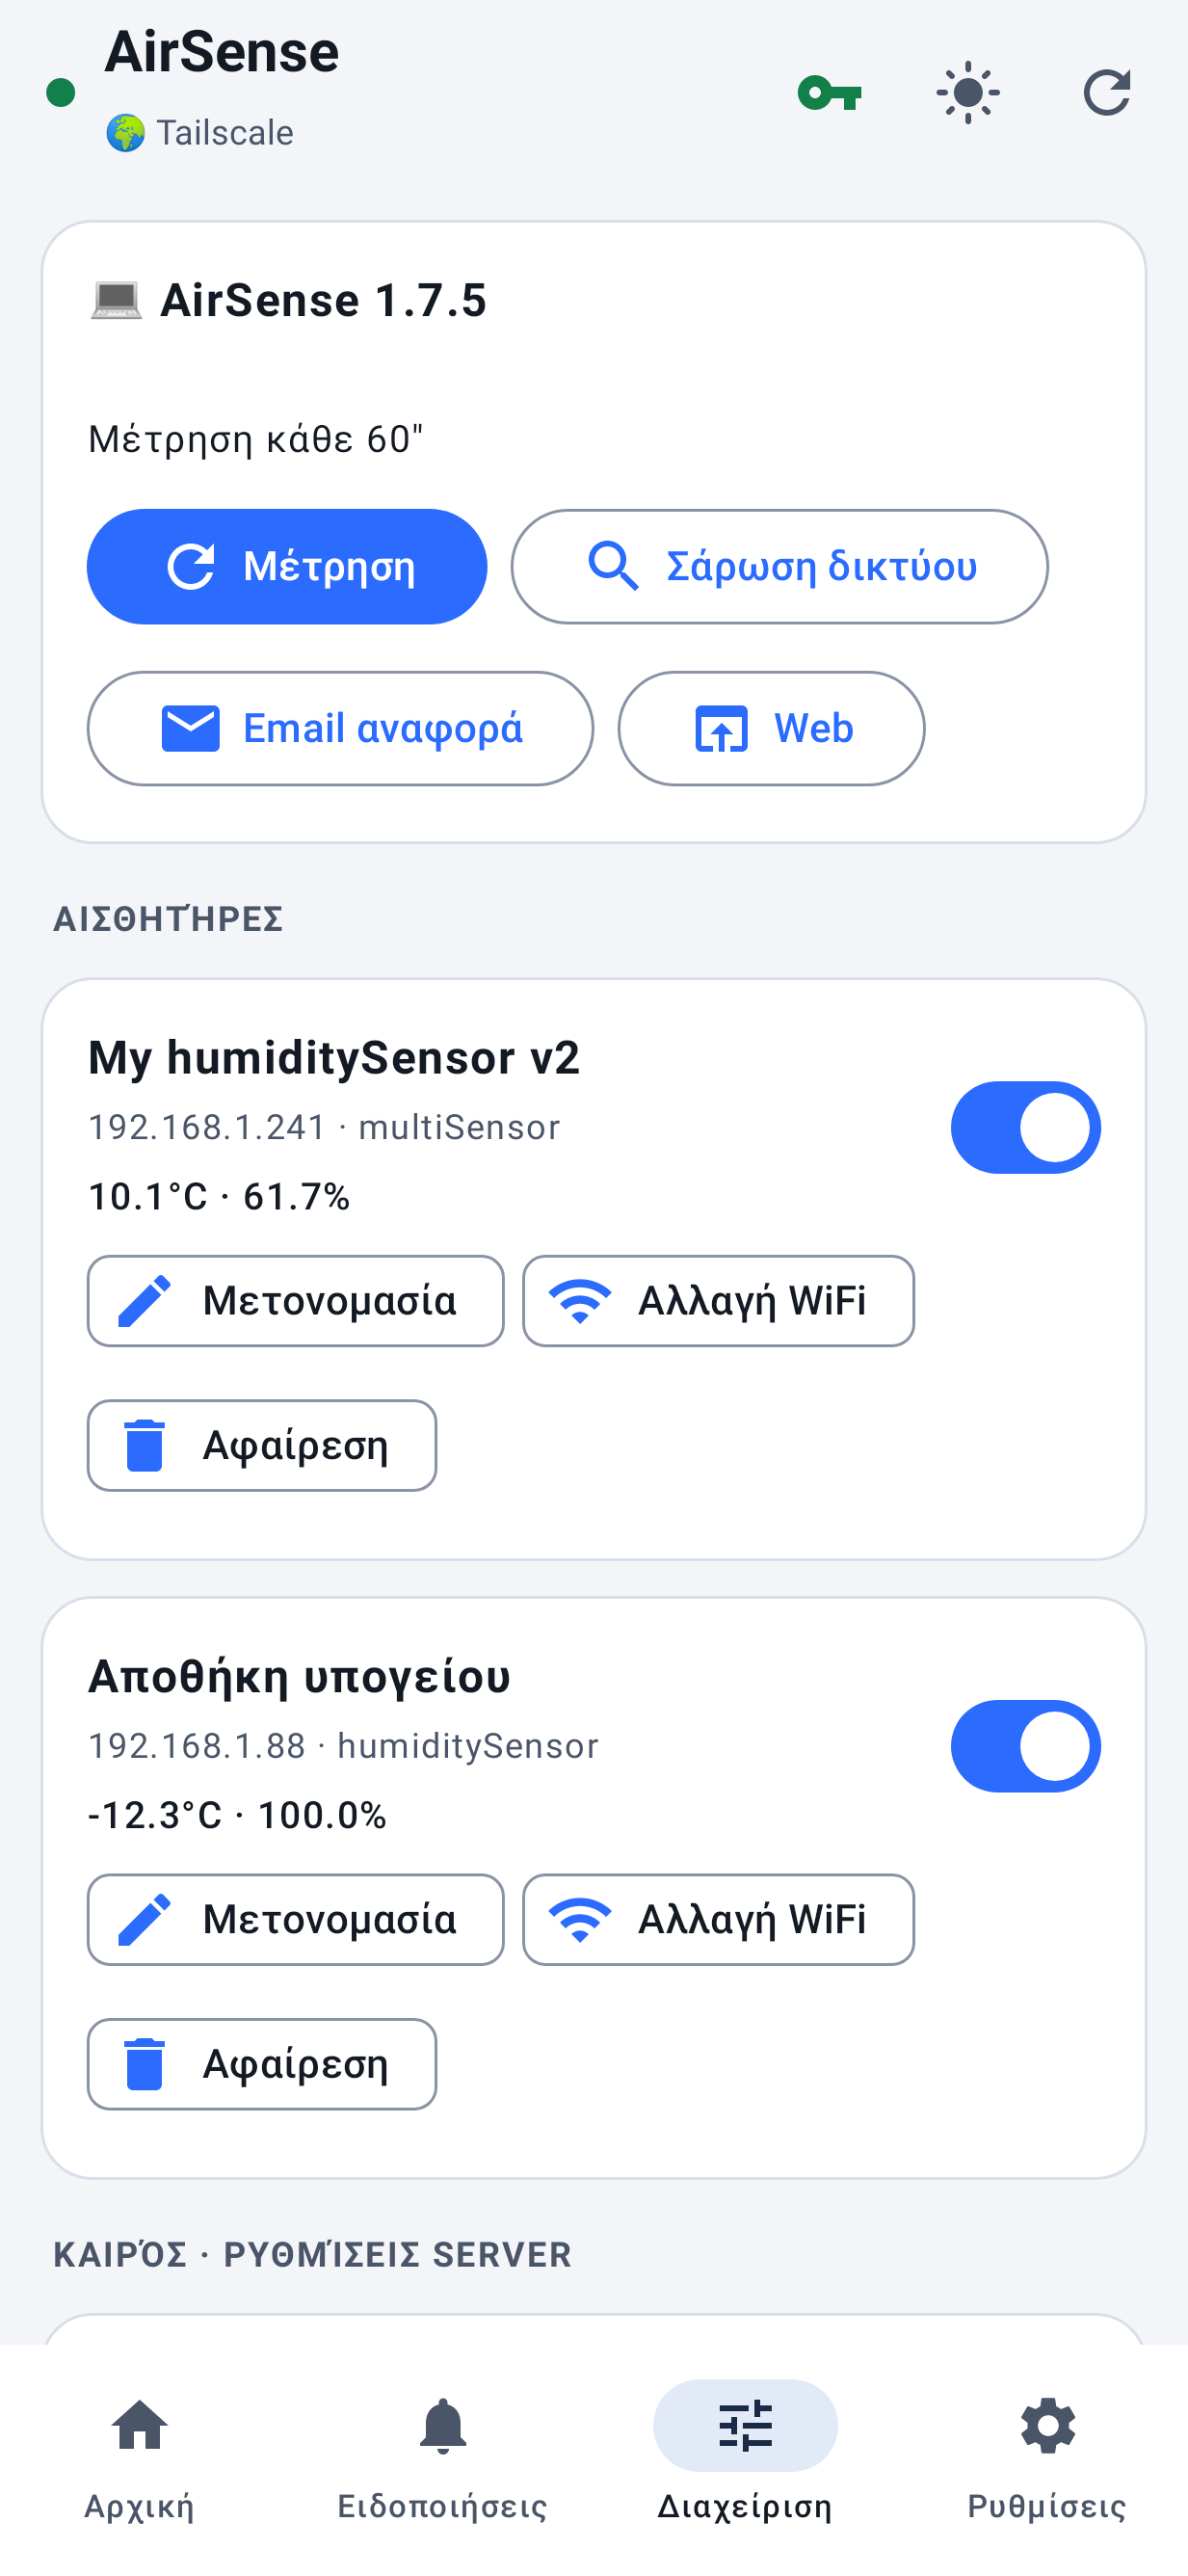 AirSense
Tailscale
AirSense 1.7.5
Μέτρηση κάθε 60"
Μέτρηση
Σάρωση δικτύου
Email αναφορά
Web
ΑΙΣΘΗΤΉΡΕΣ
My humiditySensor v2
192.168.1.241 · multiSensor
10.1°C · 61.7%
Μετονομασία
Αλλαγή WiFi
Αφαίρεση
Αποθήκη υπογείου
192.168.1.88 · humiditySensor
-12.3°C · 100.0%
Μετονομασία
Αλλαγή WiFi
Αφαίρεση
ΚΑΙΡΌΣ · ΡΥΘΜΊΣΕΙΣ SERVER
Αρχική
Ειδοποιήσεις
Διαχείριση
Ρυθμίσεις